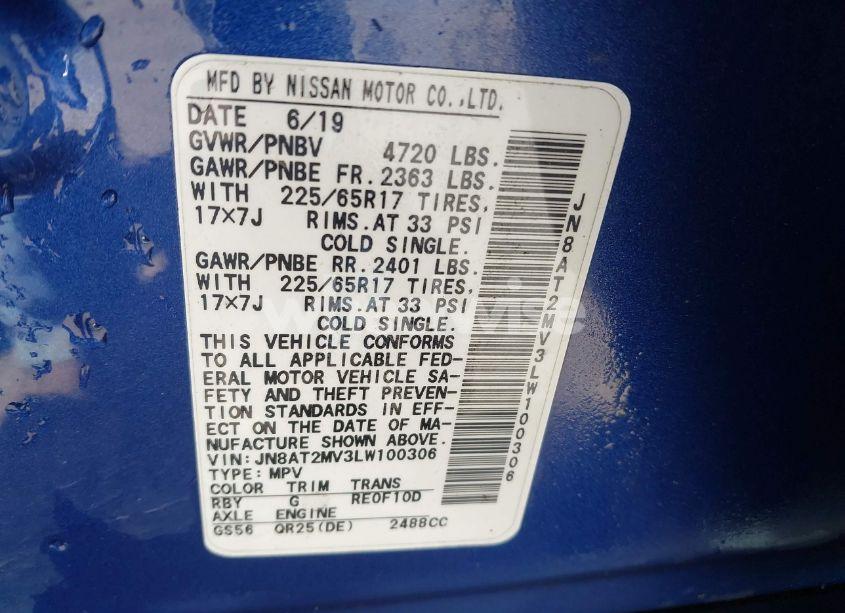 MFD BY NISSAN MOTOR CO.,LTD.
DATE 6/19
GVWR/PNBV 4720 LBS.
GAWR/PNBE FR.2363 LBS.
WITH 225/65R17 TIRES,
17×7J RIMS.AT 33 PSI
COLD SINGLE.
GAWR/PNBE RR.2401 LBS.
WITH 225/65R17 TIRES,
17×7J RIMS.AT 33 PSI
COLD SINGLE.
THIS VEHICLE CONFORMS
TO ALL APPLICABLE FED-
ERAL MOTOR VEHICLE SA-
FETY AND THEFT PREVEN-
TION STANDARDS IN EFF-
ECT ON THE DATE OF MA-
NUFACTURE SHOWN ABOVE.
VIN:JN8AT2MV3LW100306
TYPE:MPV
COLOR TRIM TRANS
RBY G RE0F10D
AXLE ENGINE
GS56 QR25(DE) 2488CC
JN8AT2MV3LW100306